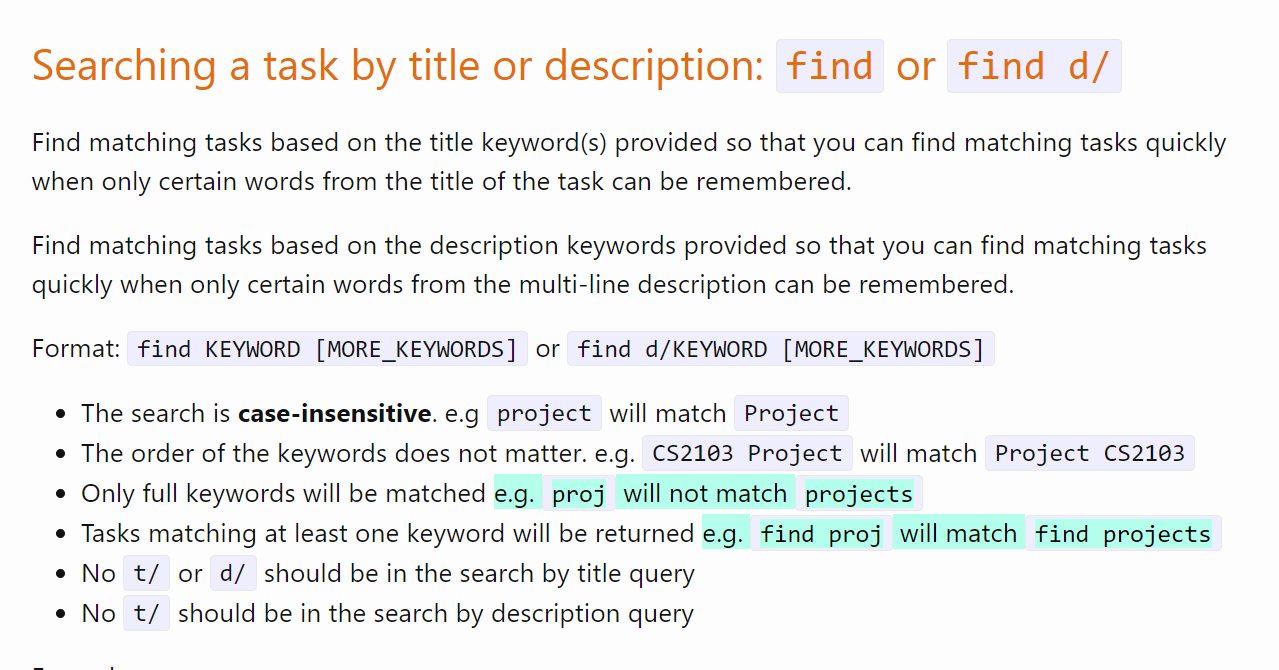 Searching a task by title or description: find or find d/
Find matching tasks based on the title keyword(s) provided so that you can find matching tasks quickly
when only certain words from the title of the task can be remembered.
Find matching tasks based on the description keywords provided so that you can find matching tasks
quickly when only certain words from the multi-line description can be remembered.
Format: find KEYWORD [MORE_KEYWORDS] or find d/KEYWORD [MORE_KEYWORDS]
• The search is case-insensitive. e.g project will match Project
• The order of the keywords does not matter. e.g. CS2103 Project will match Project CS2103
• Only full keywords will be matched e.g. proj will not match projects
• Tasks matching at least one keyword will be returned e.g. find proj will match find projects
• No t/ or d/ should be in the search by title query
• No t/ should be in the search by description query